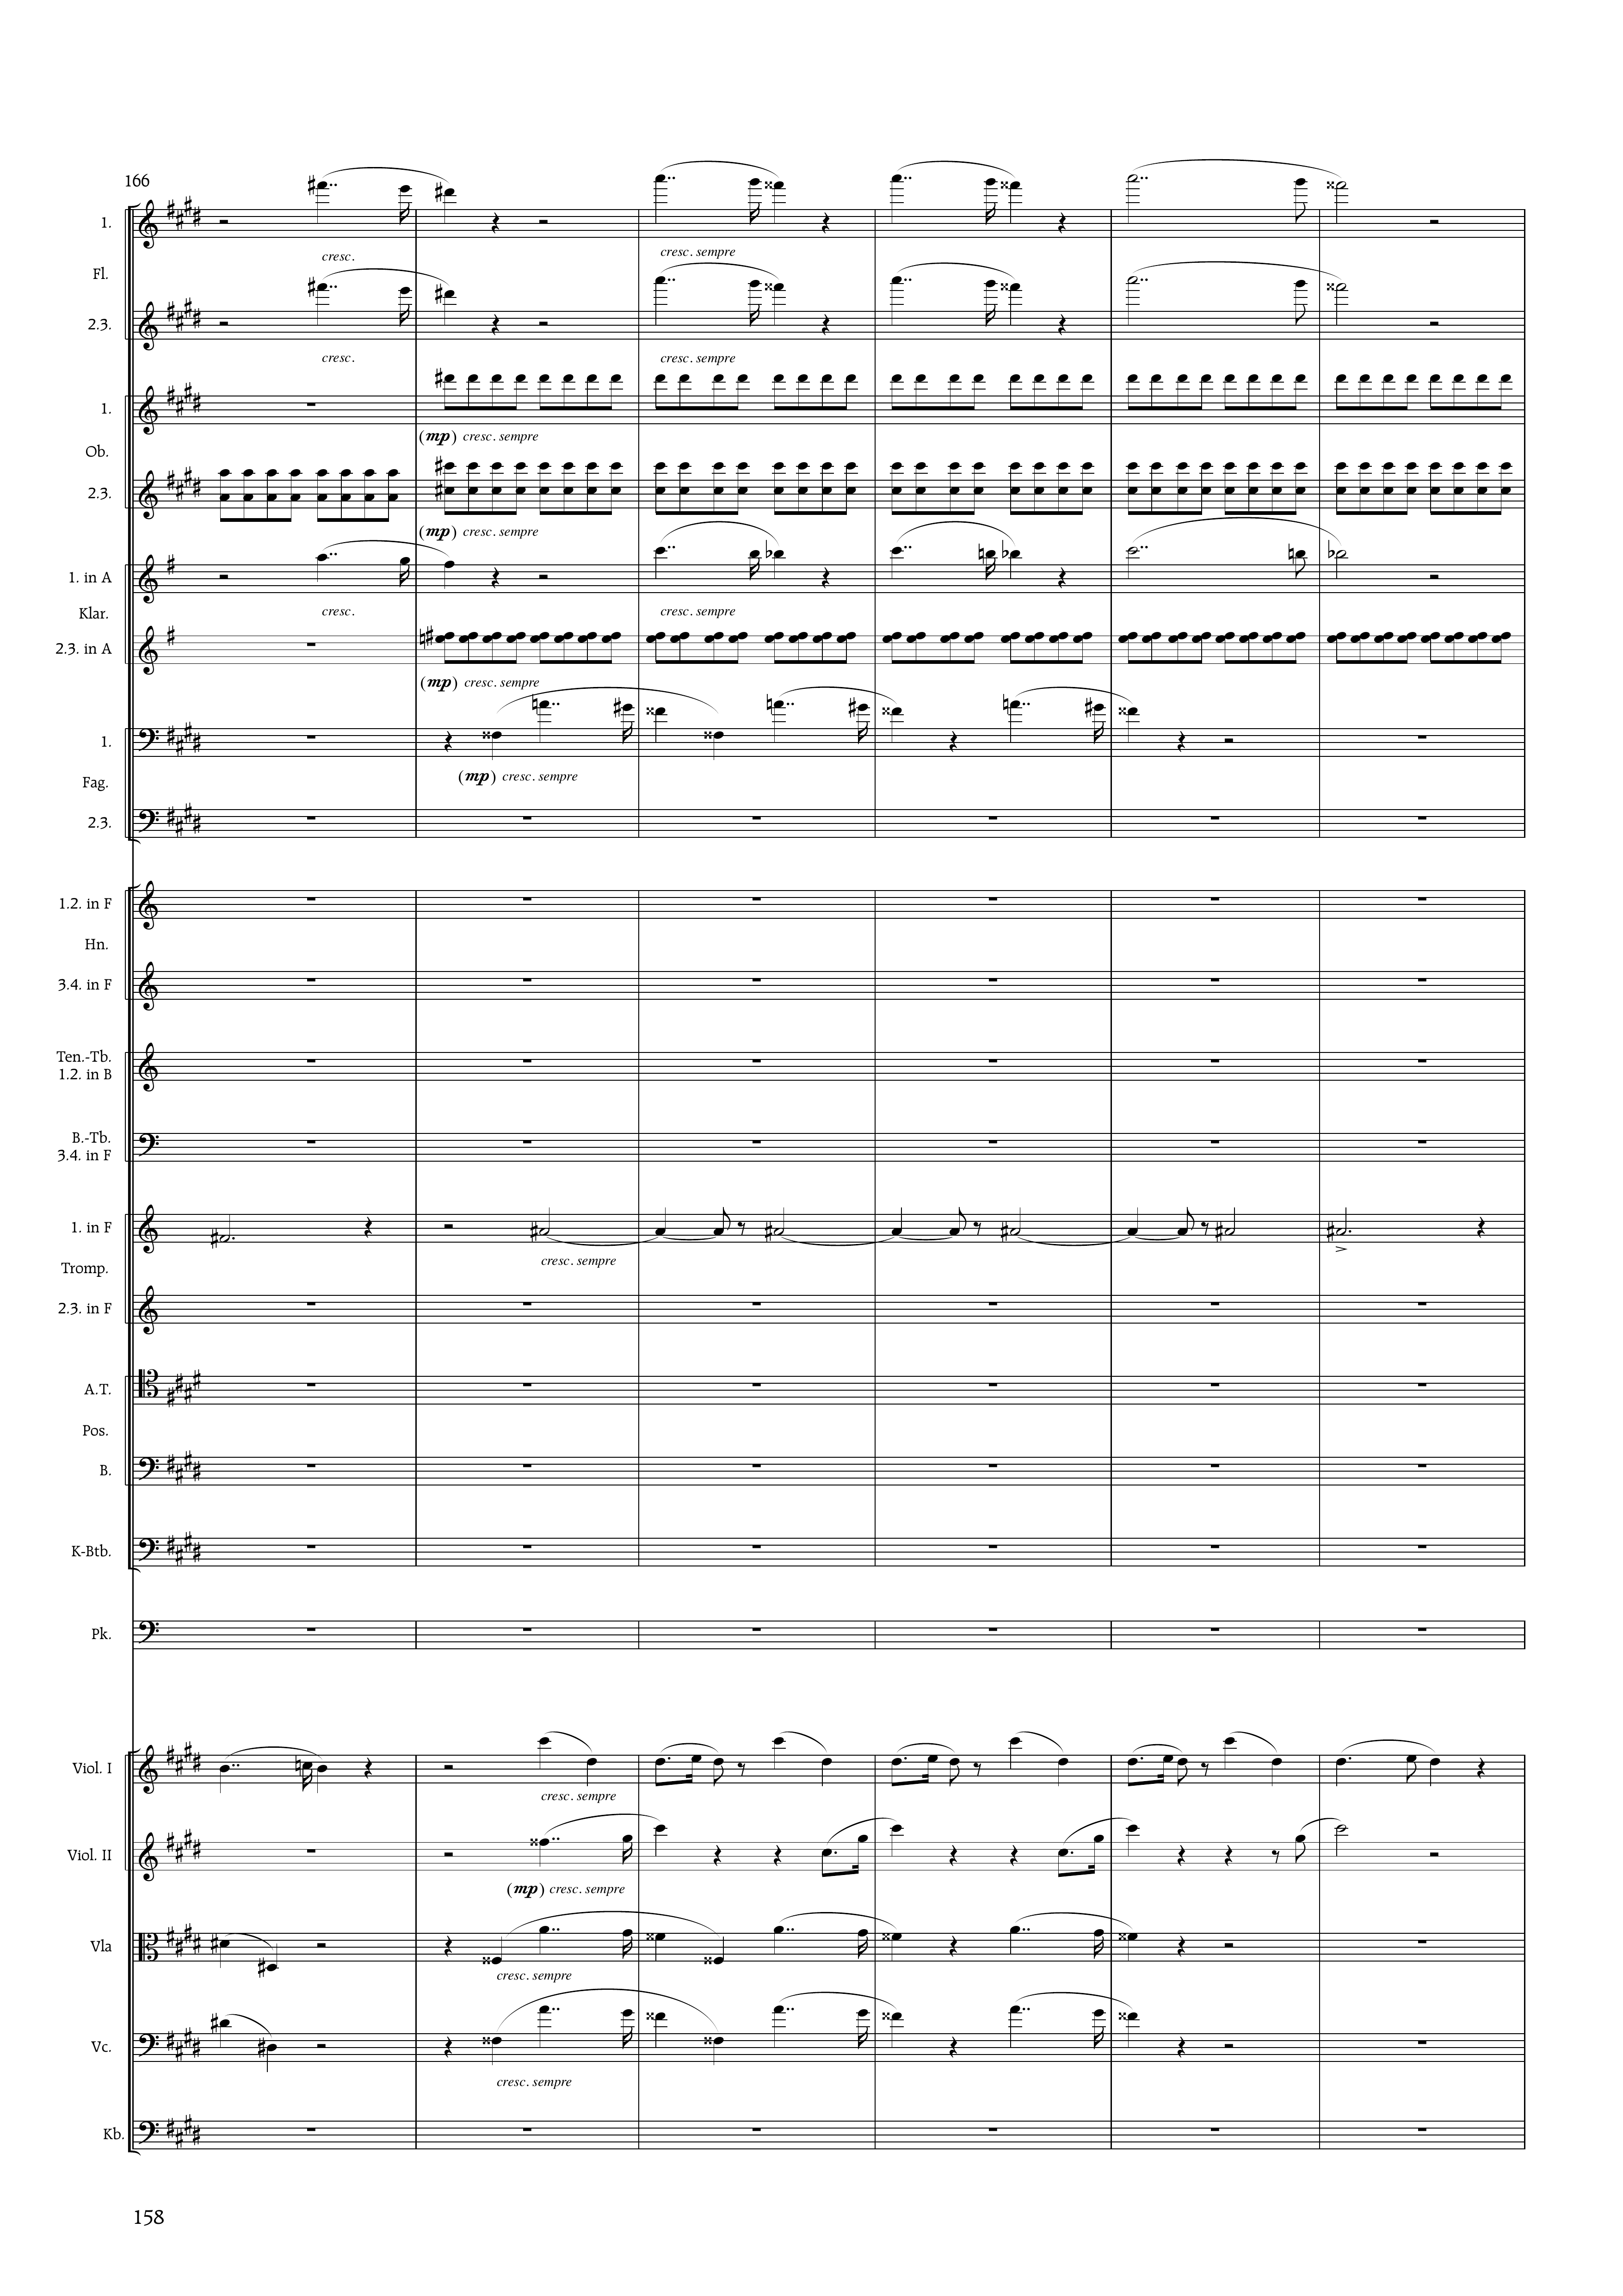 166
1.
cresc.
cresc. sempre
Fl.
2.3.
cresc.
cresc. sempre
1.
(mp) cresc. sempre
Ob.
2.3.
(mp) cresc. sempre
1. in A
cresc.
cresc. sempre
Klar.
2.3. in A
(mp) cresc. sempre
1.
(mp) cresc. sempre
Fag.
2.3.
1.2. in F
Hn.
3.4. in F
Ten.-Tb.
1.2. in B
B.-Tb.
3.4. in F
1. in F
cresc. sempre
Tromp.
2.3. in F
A.T.
Pos.
B.
K-Btb.
Pk.
Viol. I
cresc. sempre
Viol. II
(mp) cresc. sempre
Vla
cresc. sempre
Vc.
cresc. sempre
Kb.
158